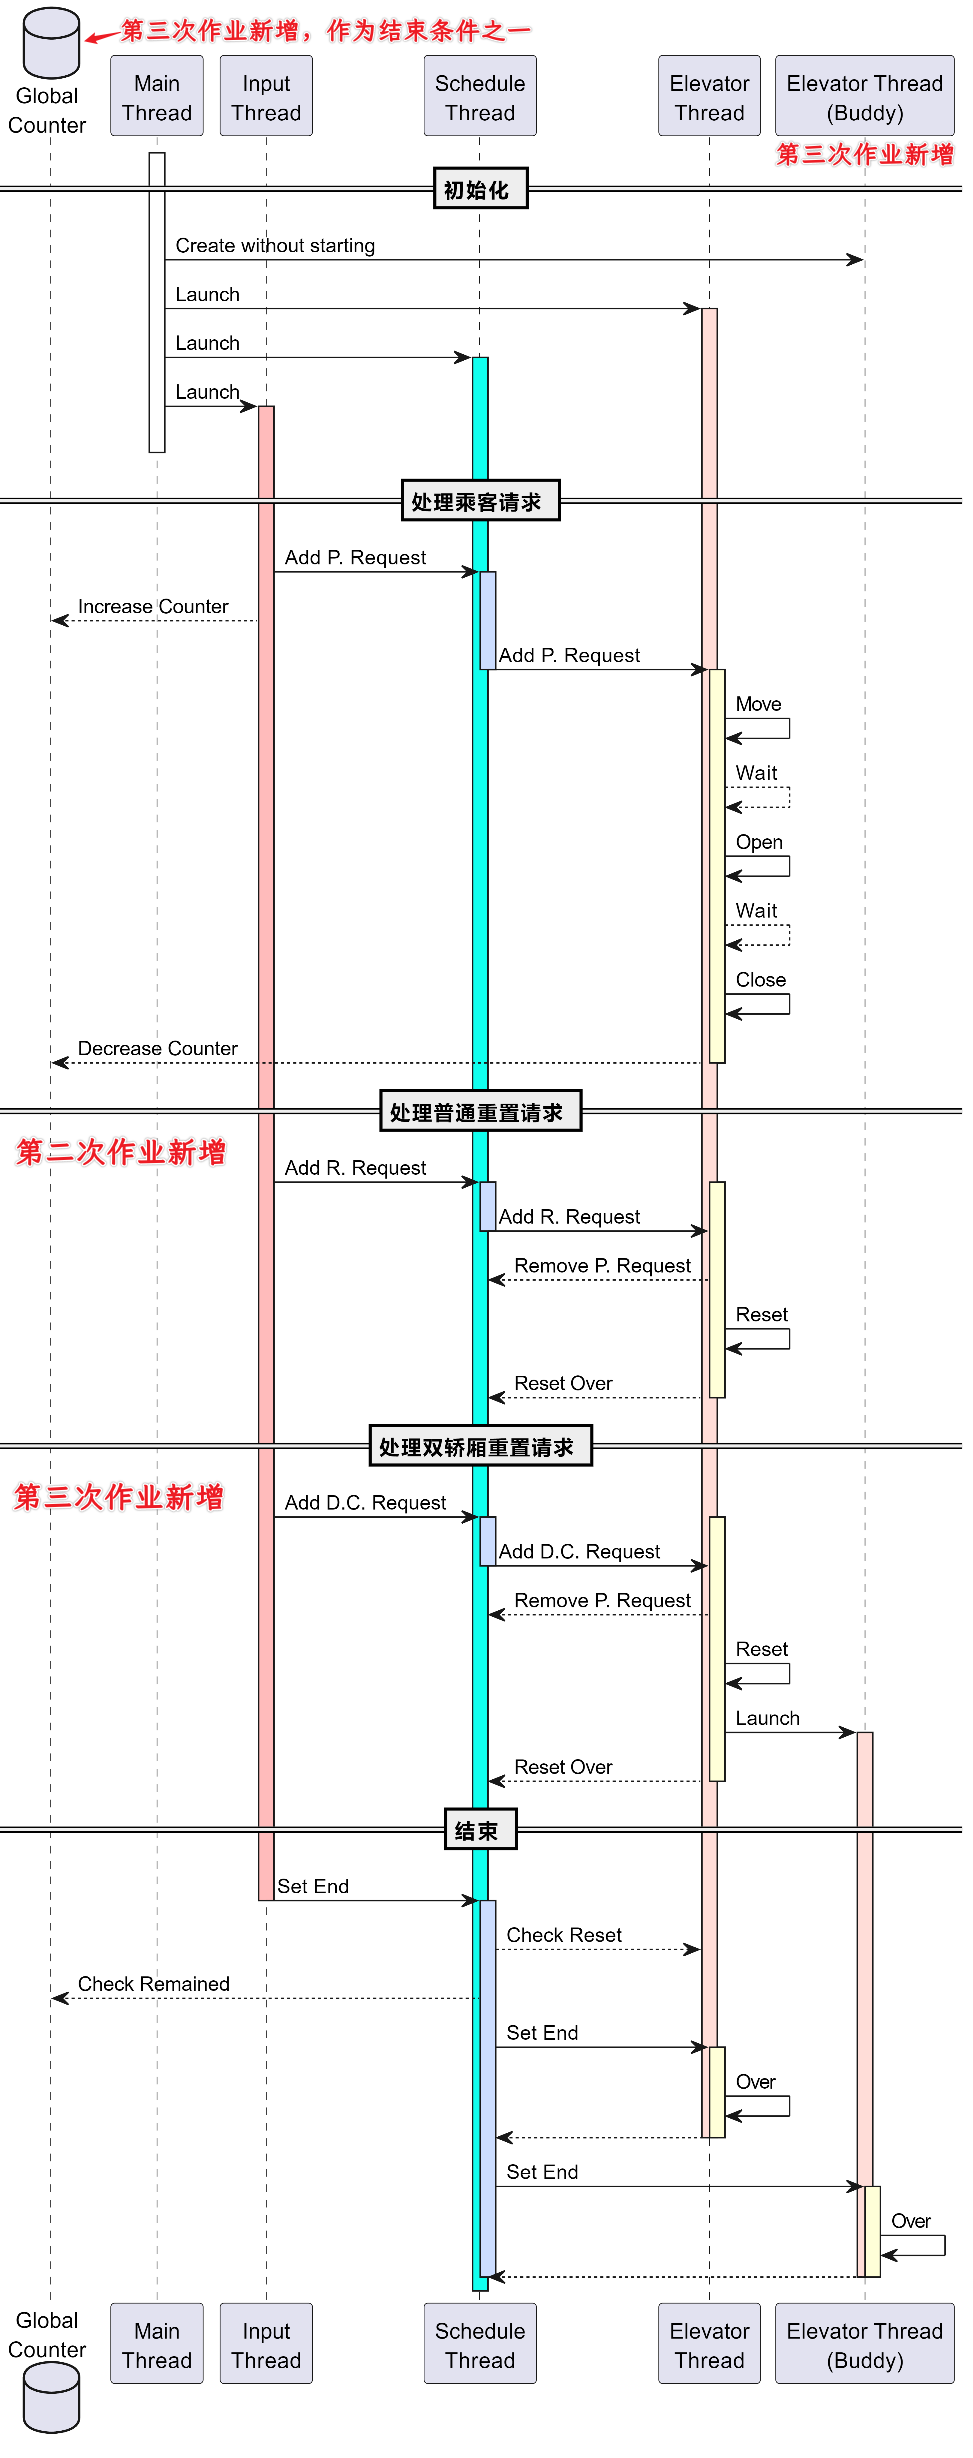 第三次作业新增，作为结束条件之一
Global
Counter
Main
Thread
Input
Thread
Schedule
Thread
Elevator
Thread
Elevator Thread
(Buddy)
第三次作业新增
初始化
Create without starting
Launch
Launch
Launch
处理乘客请求
Add P. Request
Increase Counter
Add P. Request
Move
Wait
Open
Wait
Close
Decrease Counter
处理普通重置请求
第二次作业新增
Add R. Request
Add R. Request
Remove P. Request
Reset
Reset Over
处理双轿厢重置请求
第三次作业新增
Add D.C. Request
Add D.C. Request
Remove P. Request
Reset
Launch
Reset Over
结束
Set End
Check Reset
Check Remained
Set End
Over
Set End
Over
Global
Counter
Main
Thread
Input
Thread
Schedule
Thread
Elevator
Thread
Elevator Thread
(Buddy)